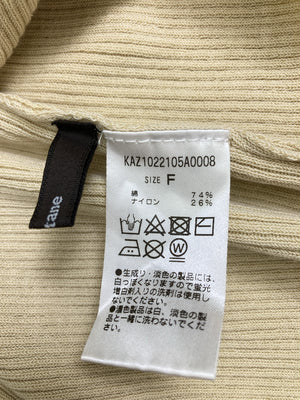 KAZ1022105A0008
SIZE F
綿 74%
ナイロン 26%
●生成り・淡色の製品には、
白っぽくなりますので蛍光
増白剤入りの洗剤は使用
しないでください。
●濃色製品は白、淡色の製
品と一緒に洗わないでくだ
さい。
tane